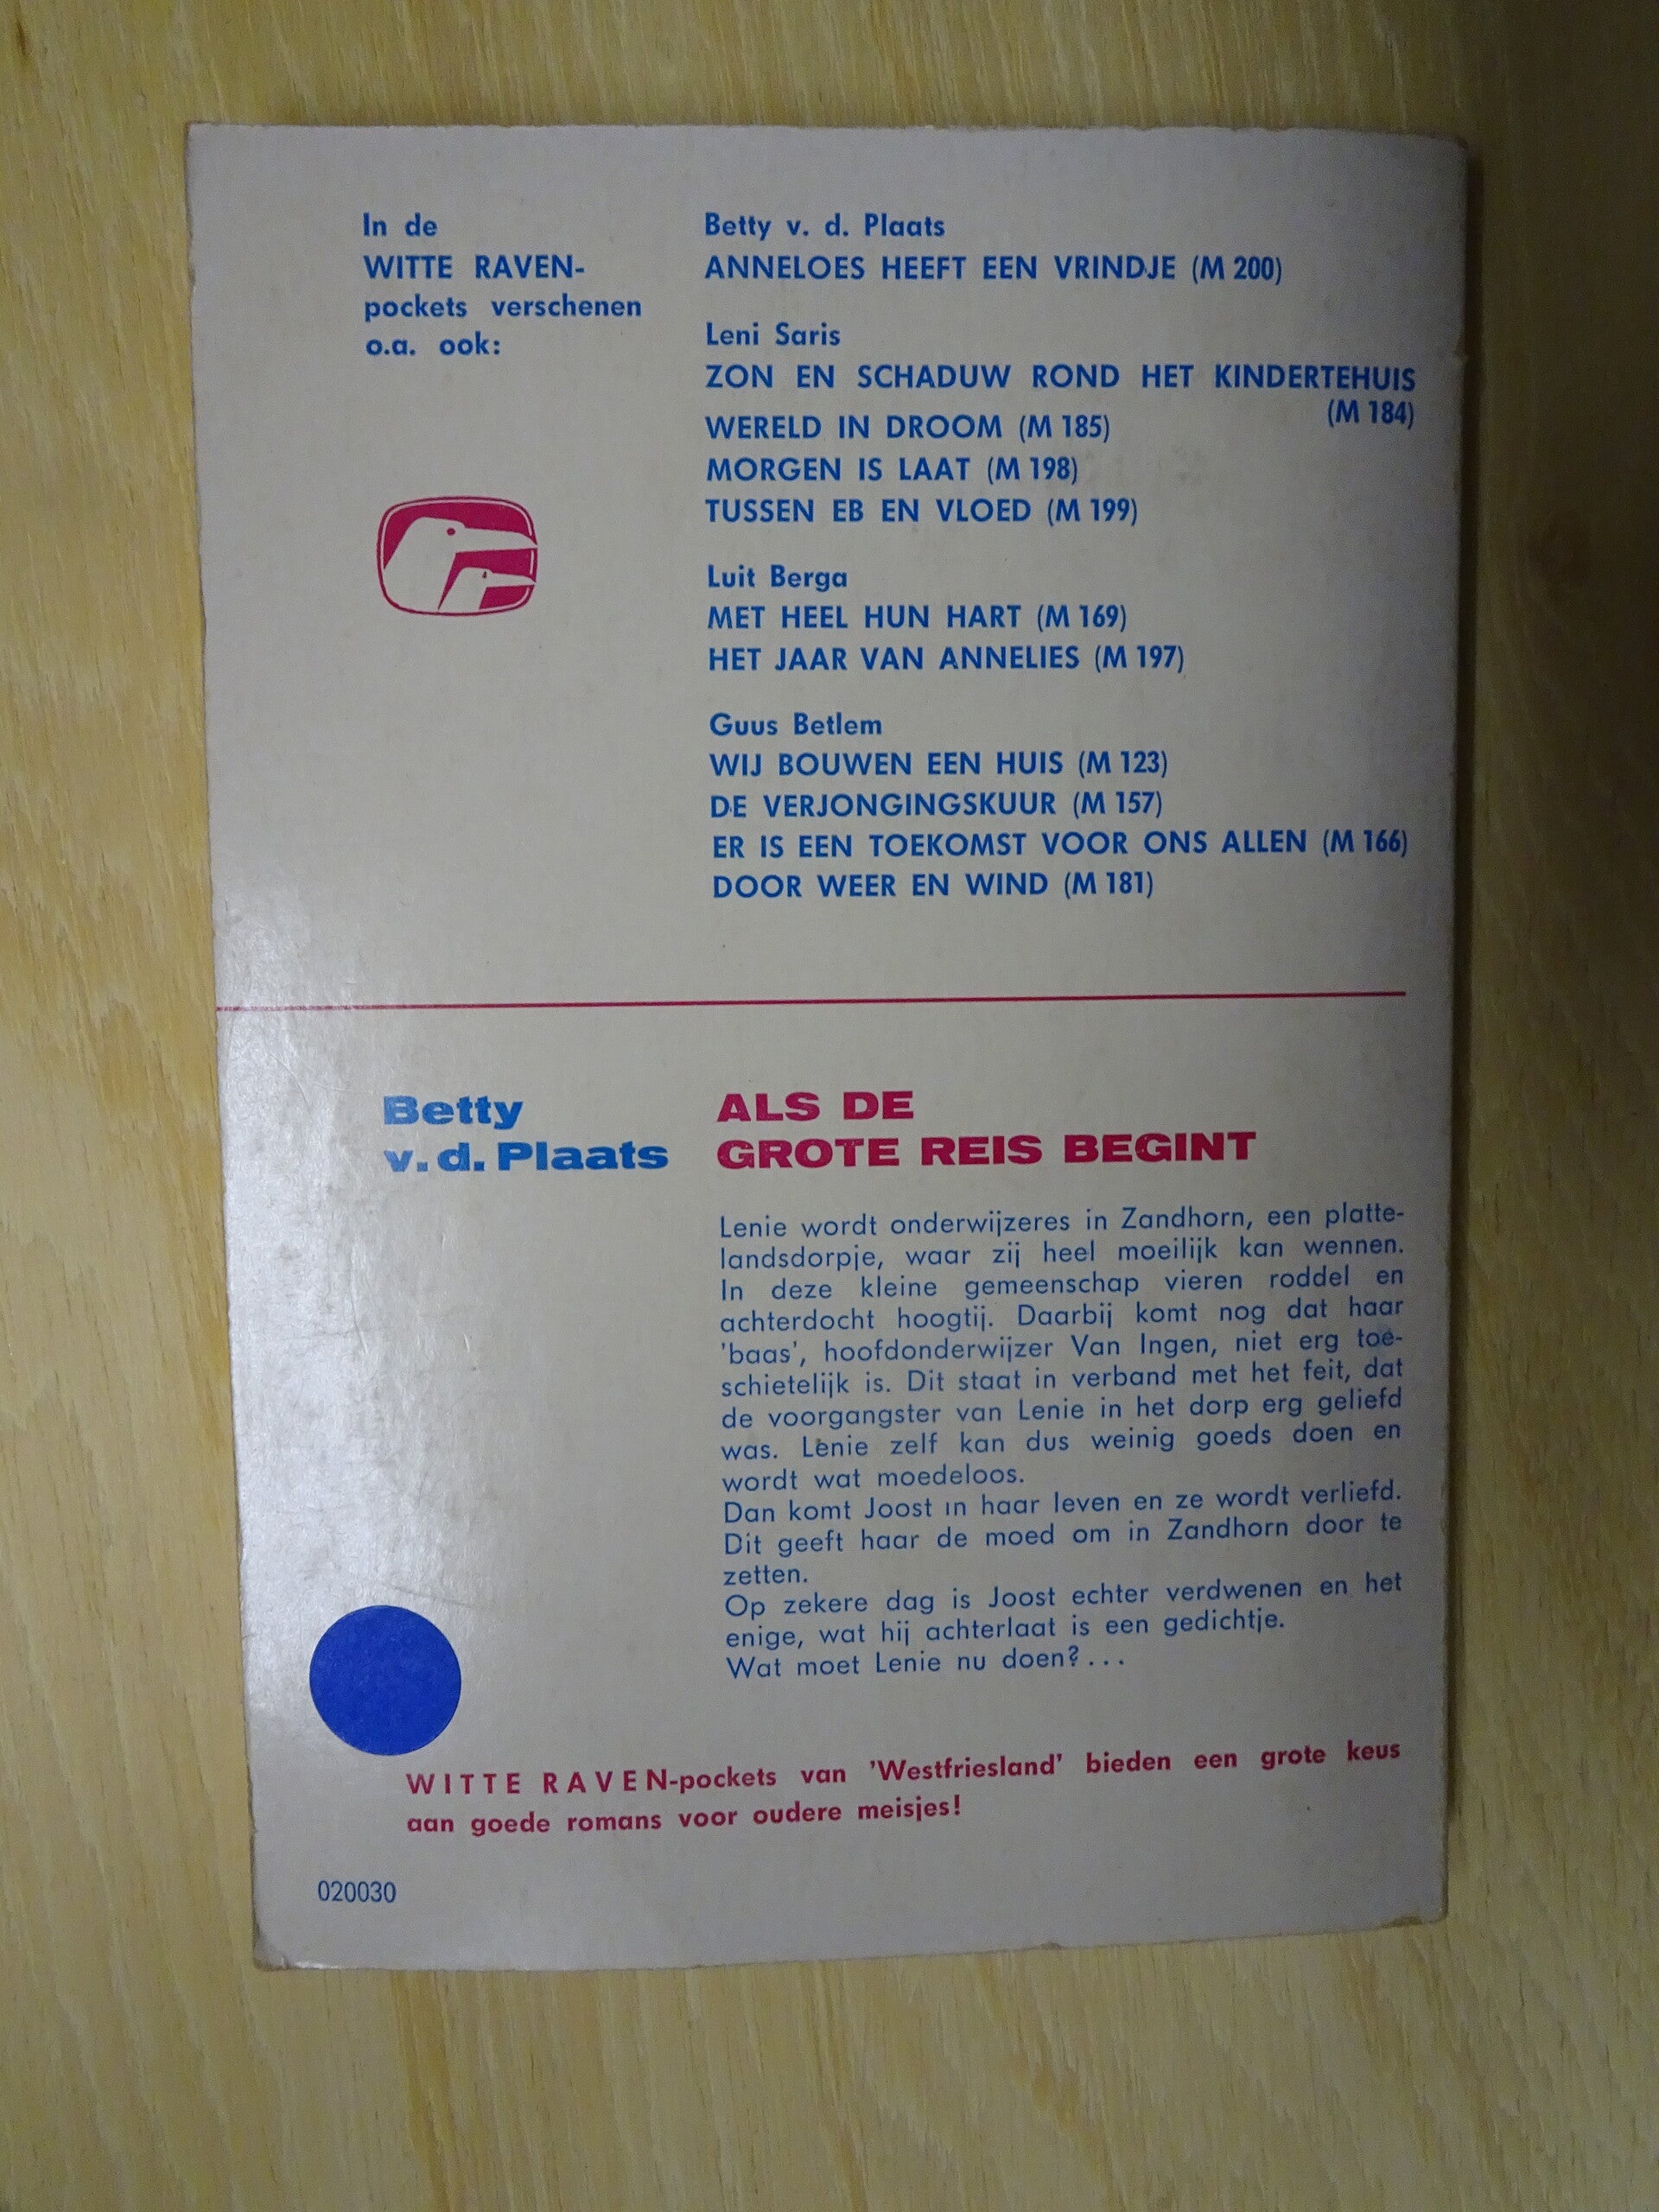 In de
WITTE RAVEN-
pockets verschenen
o.a. ook:
Betty v. d. Plaats
ANNELOES HEEFT EEN VRINDJE (M 200)
Leni Saris
ZON EN SCHADUW ROND HET KINDERTEHUIS
(M 184)
WERELD IN DROOM (M 185)
MORGEN IS LAAT (M 198)
TUSSEN EB EN VLOED (M 199)
Luit Berga
MET HEEL HUN HART (M 169)
HET JAAR VAN ANNELIES (M 197)
Guus Betlem
WIJ BOUWEN EEN HUIS (M 123)
DE VERJONGINGSKUUR (M 157)
ER IS EEN TOEKOMST VOOR ONS ALLEN (M 166)
DOOR WEER EN WIND (M 181)
Betty
v.d. Plaats
ALS DE
GROTE REIS BEGINT
Lenie wordt onderwijzeres in Zandhorn, een platte-
landsdorpje, waar zij heel moeilijk kan wennen.
In deze kleine gemeenschap vieren roddel en
achterdocht hoogtij. Daarbij komt nog dat haar
'baas', hoofdonderwijzer Van Ingen, niet erg toe-
schietelijk is. Dit staat in verband met het feit, dat
de voorgangster van Lenie in het dorp erg geliefd
was. Lenie zelf kan dus weinig goeds doen en
wordt wat moedeloos.
Dan komt Joost in haar leven en ze wordt verliefd.
Dit geeft haar de moed om in Zandhorn door te
zetten.
Op zekere dag is Joost echter verdwenen en het
enige, wat hij achterlaat is een gedichtje.
Wat moet Lenie nu doen?...
WITTE RAVEN-pockets van 'Westfriesland' bieden een grote keus
aan goede romans voor oudere meisjes!
020030